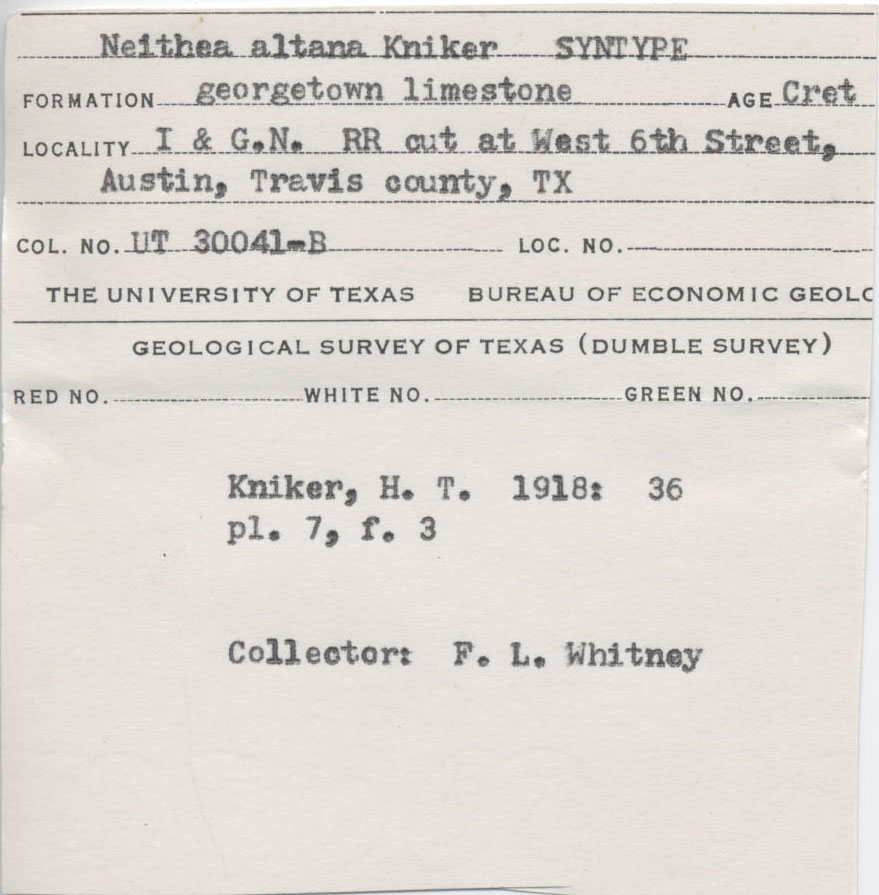 Neithea altana Kniker SYNTYPE
FORMATION georgetown limestone AGE Cret
LOCALITY I & G.N. RR cut at West 6th Street,
Austin, Travis county, TX
COL. NO. UT 30041-B LOC. NO.
THE UNIVERSITY OF TEXAS BUREAU OF ECONOMIC GEOLO
GEOLOGICAL SURVEY OF TEXAS (DUMBLE SURVEY)
RED NO. WHITE NO. GREEN NO.
Kniker, H. T. 1918: 36
pl. 7, f. 3
Collector: F. L. Whitney